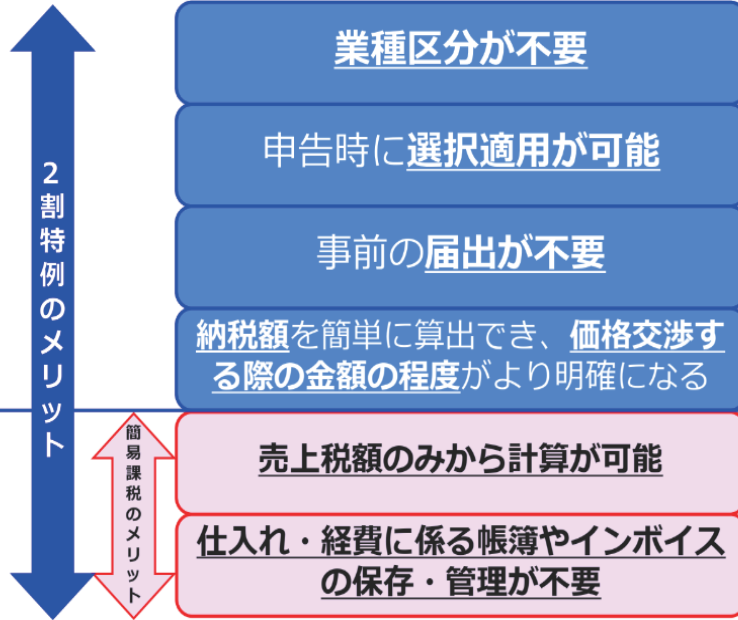 業種区分が不要
申告時に選択適用が可能
事前の届出が不要
納税額を簡単に算出でき、価格交渉す
る際の金額の程度がより明確になる
売上税額のみから計算が可能
仕入れ・経費に係る帳簿やインボイス
の保存・管理が不要
2割特例のメリット
簡易課税のメリット